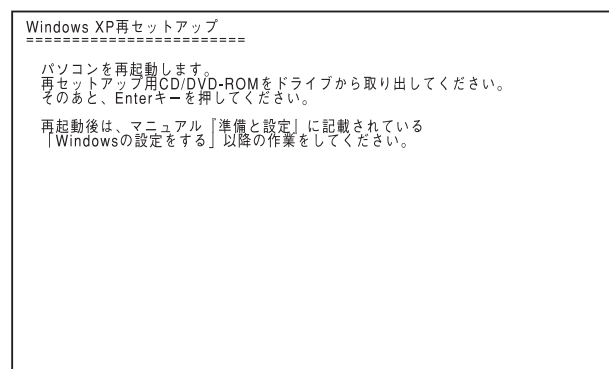 Windows XP再セットアップ
========================
パソコンを再起動します。
再セットアップ用CD/DVD-ROMをドライブから取り出してください。
そのあと、Enterキーを押してください。
再起動後は、マニュアル『準備と設定』に記載されている
「Windowsの設定をする」以降の作業をしてください。